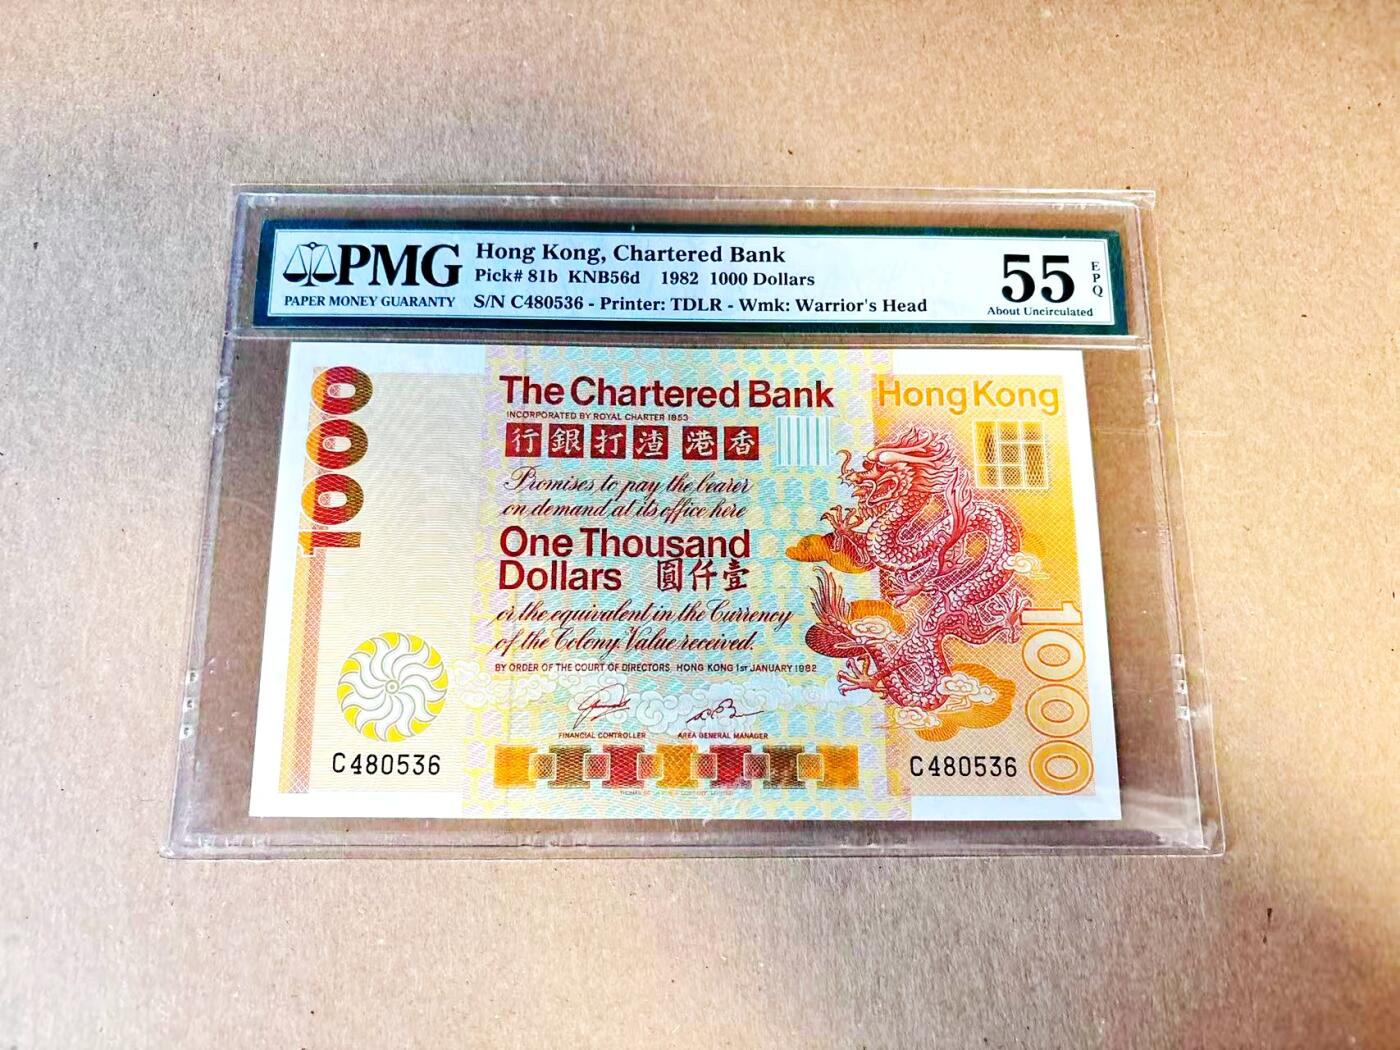 PMG
PAPER MONEY GUARANTY
Hong Kong, Chartered Bank
Pick# 81b KNB56d 1982 1000 Dollars
S/N C480536 - Printer: TDLR - Wmk: Warrior's Head
55
EPQ
About Uncirculated
1000
The Chartered Bank
Hong Kong
INCORPORATED BY ROYAL CHARTER 1853
行銀打渣 港香
Promises to pay the bearer
on demand at its office here
One Thousand
Dollars 圓仟壹
or the equivalent in the Currency
of the Colony. Value received.
BY ORDER OF THE COURT OF DIRECTORS HONG KONG 1ST JANUARY 1982
FINANCIAL CONTROLLER AREA GENERAL MANAGER
C480536
C480536
1000